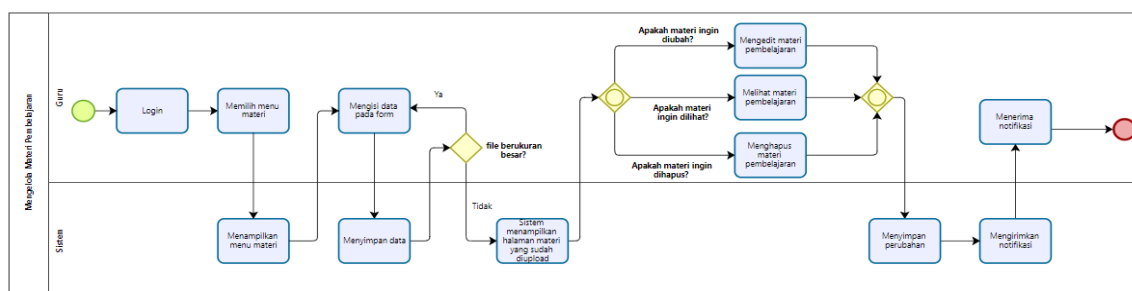 Mengelola Materi Pembelajaran
Guru
Sistem
Login
Memilih menu
materi
Mengisi data
pada form
Ya
file berukuran
besar?
Tidak
Menampilkan
menu materi
Menyimpan data
Sistem
menampilkan
halaman materi
yang sudah
diupload
Apakah materi ingin
diubah?
Mengedit materi
pembelajaran
Apakah materi
ingin dilihat?
Melihat materi
pembelajaran
Apakah materi ingin
dihapus?
Menghapus
materi
pembelajaran
Menyimpan
perubahan
Mengirimkan
notifikasi
Menerima
notifikasi